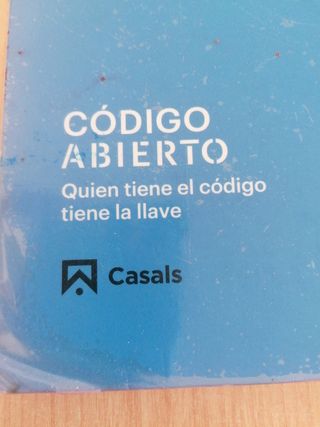 CÓDIGO
ABIERTO
Quien tiene el código
tiene la llave
Casals